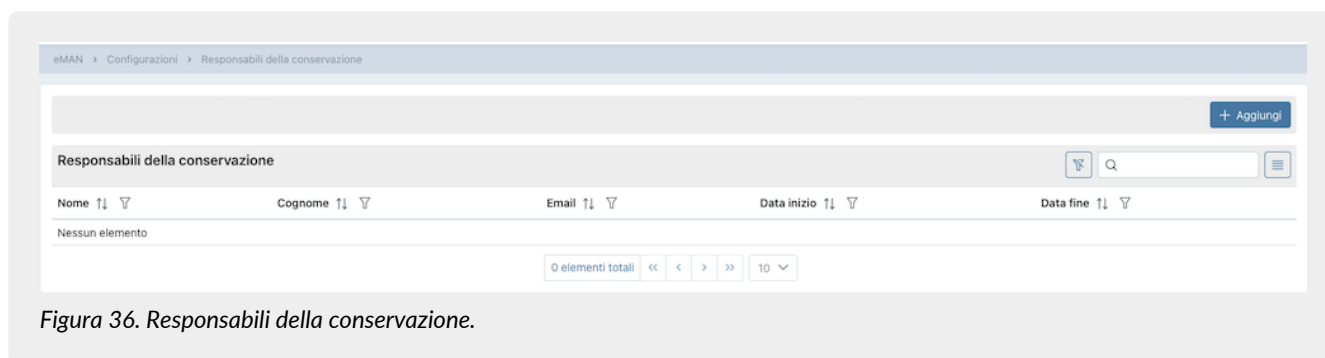 eMAN > Configurazioni > Responsabili della conservazione
+ Aggiungi
Responsabili della conservazione
Nome Cognome Email Data inizio Data fine
Nessun elemento
0 elementi totali << < > >> 10
Figura 36. Responsabili della conservazione.